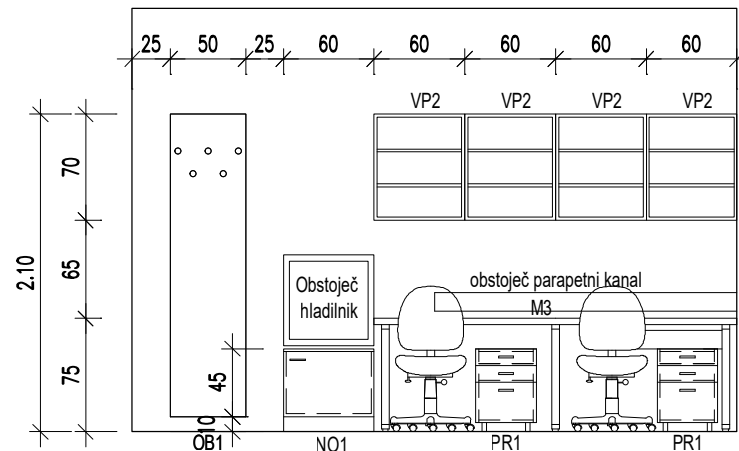 25 50 25 60 60 60 60 60
VP2 VP2 VP2 VP2
70
2.10
65
Obstoječ
hladilnik
obstoječ parapetni kanal
M3
75
45
10
OB1 NO1 PR1 PR1